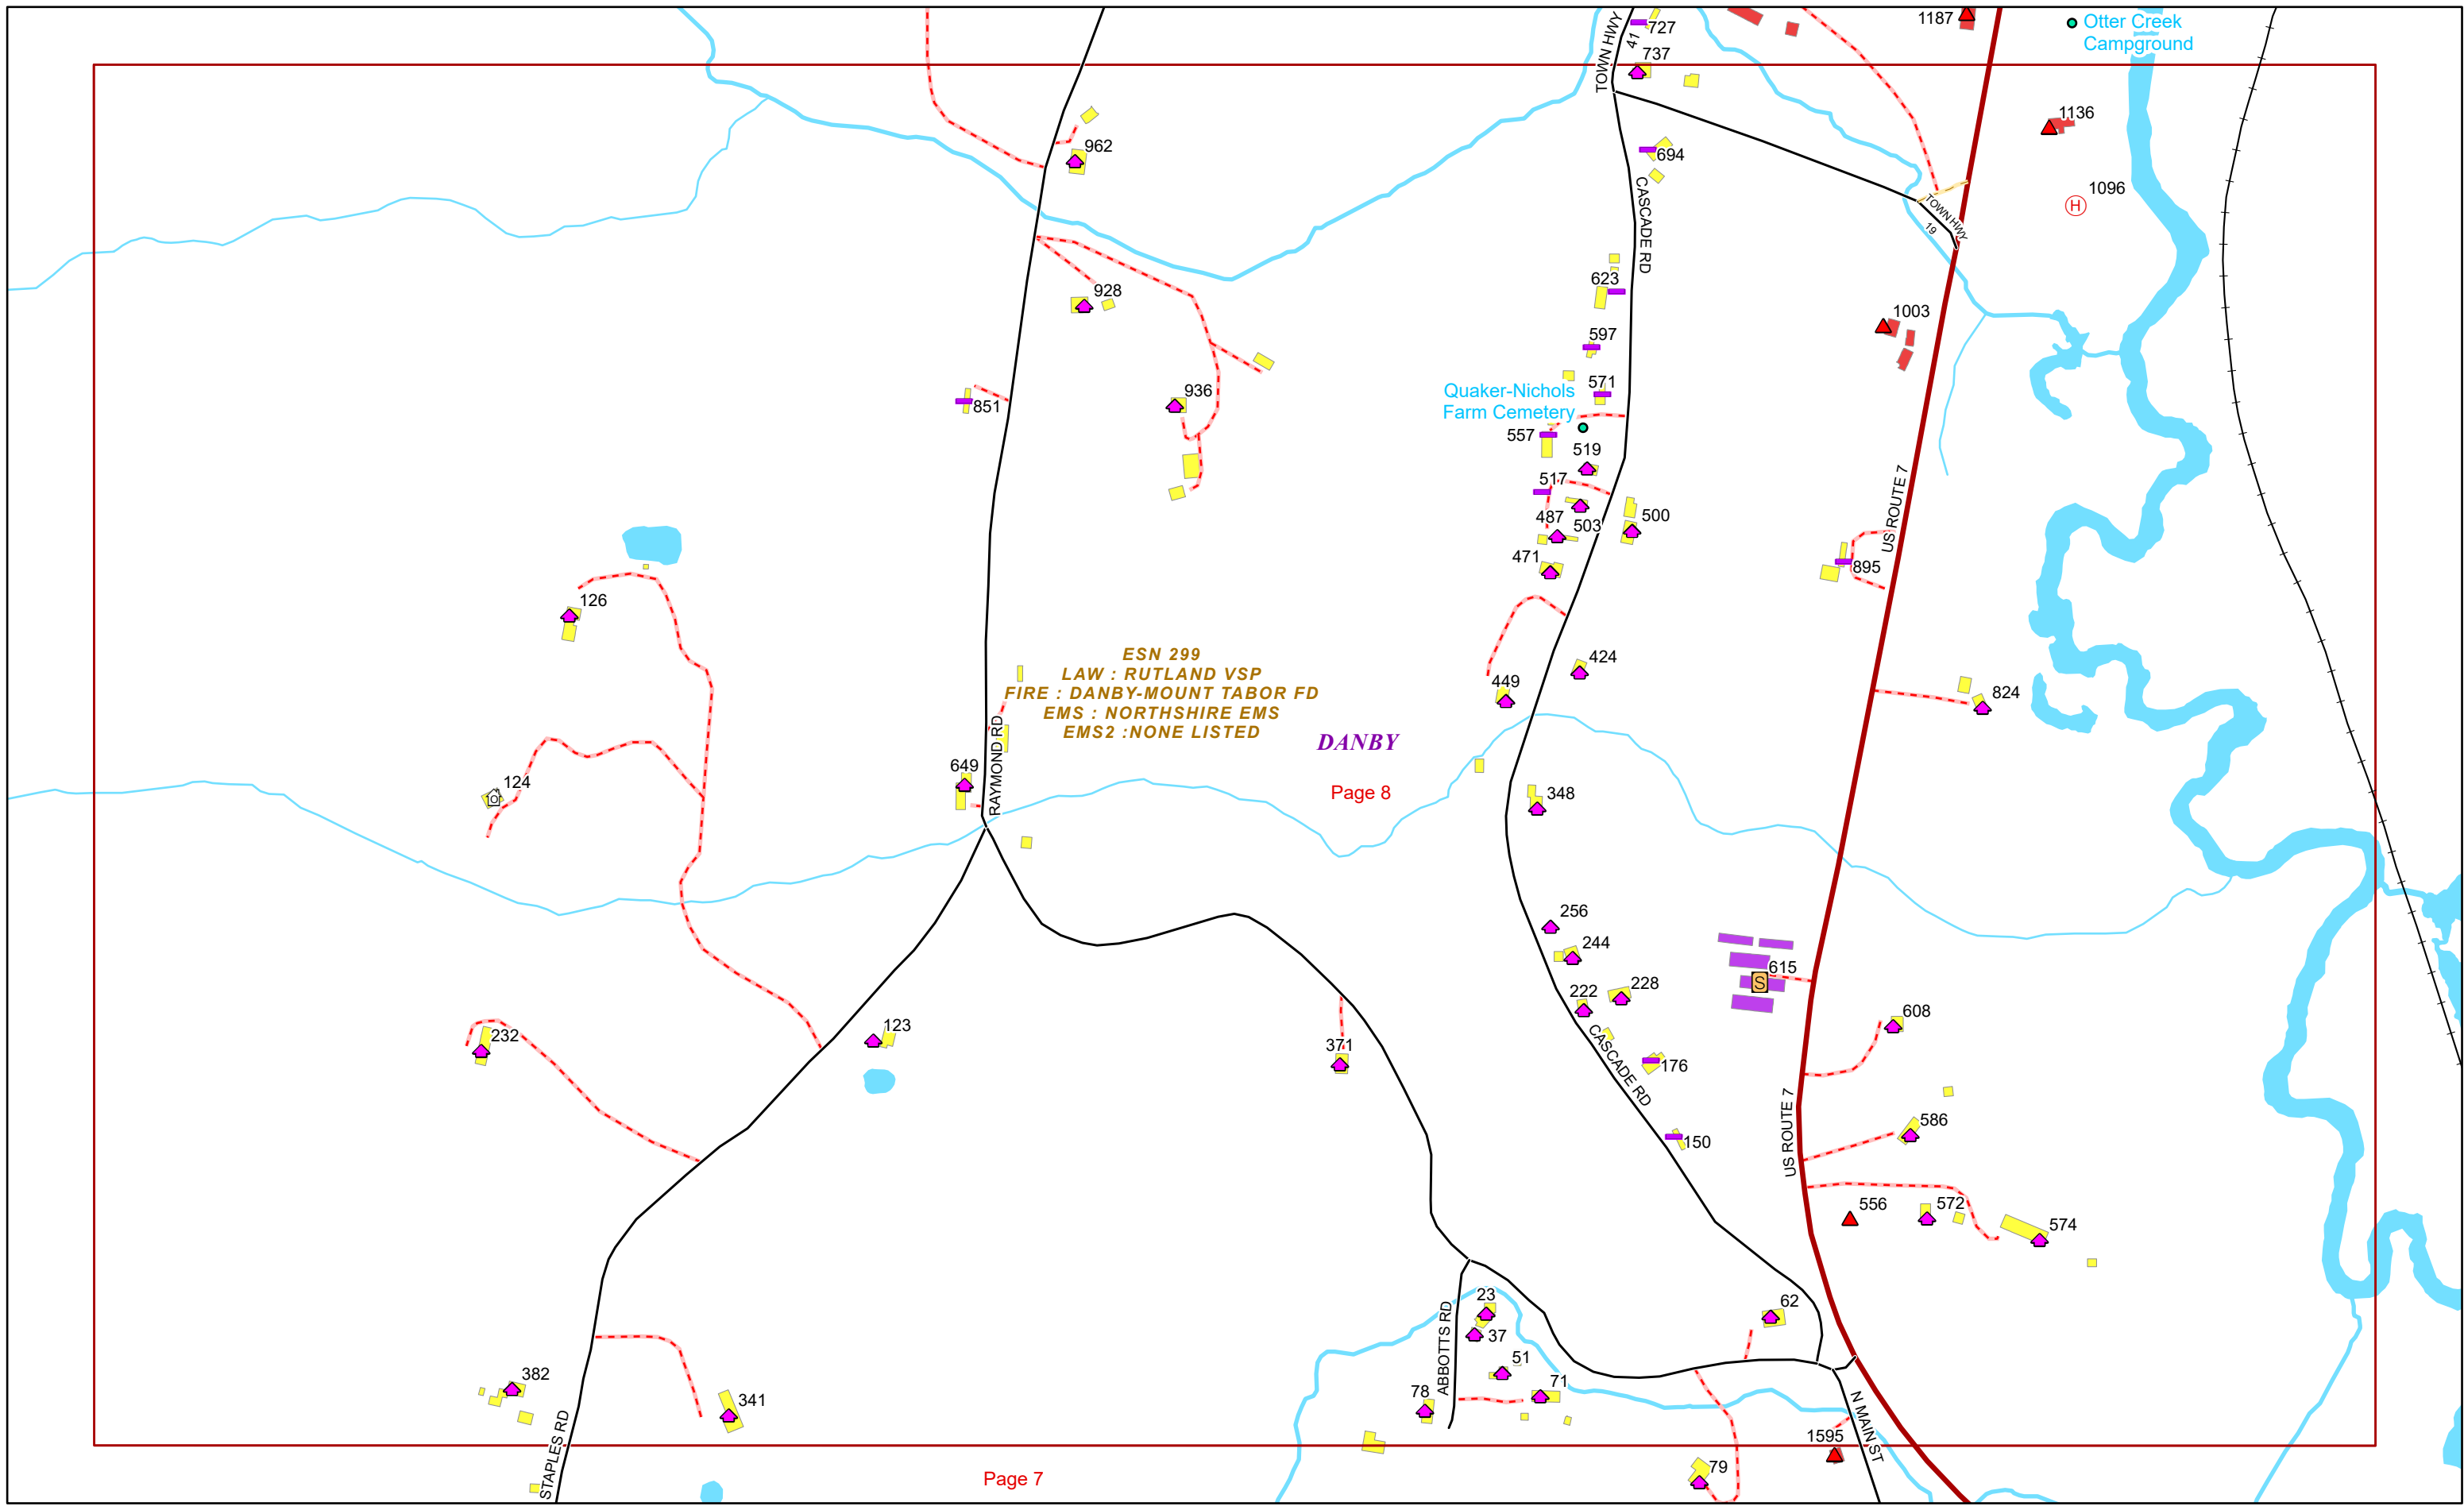 TOWN HWY
41
727
737
1187
Otter Creek
Campground
962
694
1136
1096
H
CASCADE RD
TOWN HWY
19
928
623
1003
597
936
571
851
Quaker-Nichols
Farm Cemetery
557
519
517
487
503
500
471
US ROUTE 7
895
126
ESN 299
LAW : RUTLAND VSP
FIRE : DANBY-MOUNT TABOR FD
EMS : NORTHSHIRE EMS
EMS2 :NONE LISTED
424
449
824
DANBY
RAYMOND RD
649
124
O
Page 8
348
256
244
615
S
228
222
608
232
123
371
CASCADE RD
176
US ROUTE 7
586
150
556
572
574
23
62
37
ABBOTTS RD
51
71
78
382
341
STAPLES RD
N MAIN ST
1595
Page 7
79